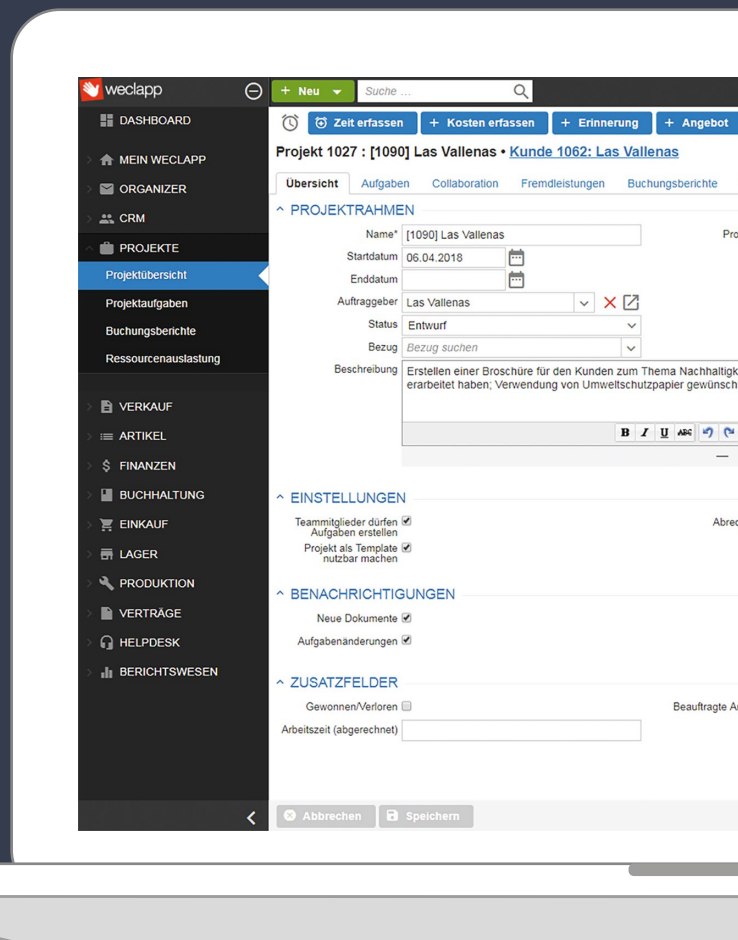 weclapp
+ Neu
Suche ...
DASHBOARD
MEIN WECLAPP
ORGANIZER
CRM
PROJEKTE
Projektübersicht
Projektaufgaben
Buchungsberichte
Ressourcenauslastung
VERKAUF
ARTIKEL
FINANZEN
BUCHHALTUNG
EINKAUF
LAGER
PRODUKTION
VERTRÄGE
HELPDESK
BERICHTSWESEN
Zeit erfassen + Kosten erfassen + Erinnerung + Angebot
Projekt 1027 : [1090] Las Vallenas • Kunde 1062: Las Vallenas
Übersicht Aufgaben Collaboration Fremdleistungen Buchungsberichte
PROJEKTRAHMEN
Name* [1090] Las Vallenas Pro
Startdatum 06.04.2018
Enddatum
Auftraggeber Las Vallenas
Status Entwurf
Bezug Bezug suchen
Beschreibung Erstellen einer Broschüre für den Kunden zum Thema Nachhaltigk
erarbeitet haben; Verwendung von Umweltschutzpapier gewünsch
B I U ABC
EINSTELLUNGEN
Teammitglieder dürfen Abrec
Aufgaben erstellen
Projekt als Template
nutzbar machen
BENACHRICHTIGUNGEN
Neue Dokumente
Aufgabenänderungen
ZUSATZFELDER
Gewonnen/Verloren Beauftragte A
Arbeitszeit (abgerechnet)
Abbrechen Speichern